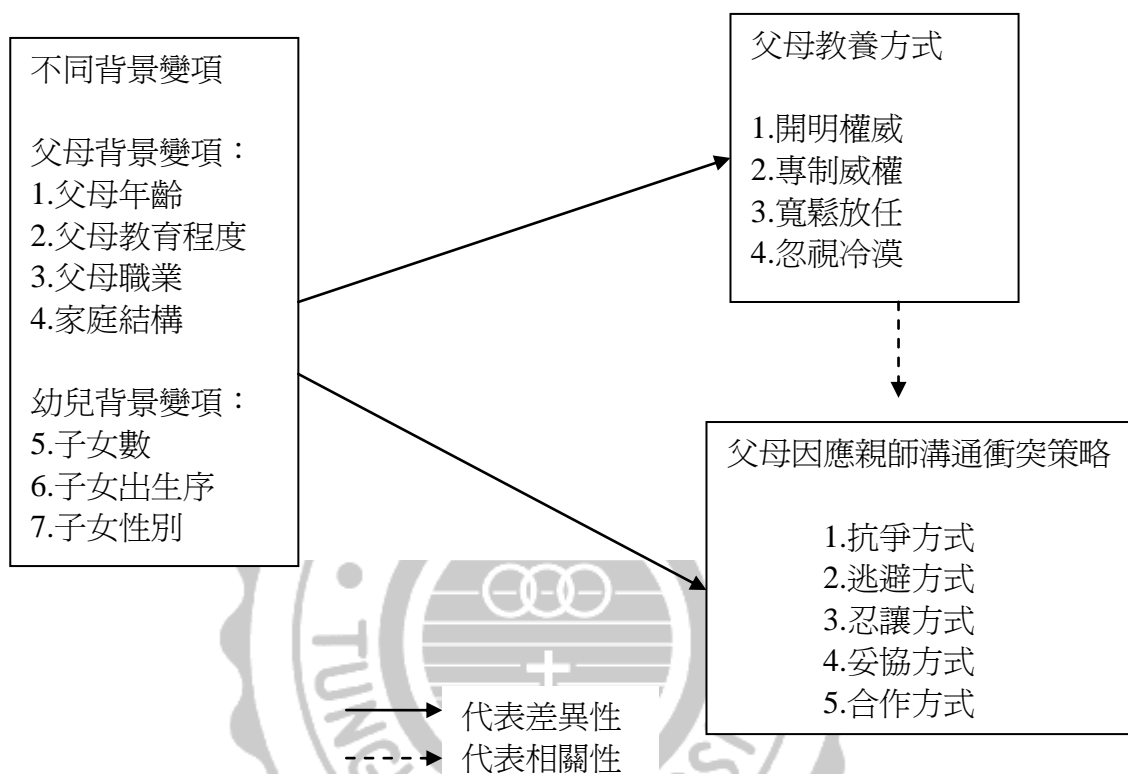 不同背景變項
父母背景變項：
1.父母年齡
2.父母教育程度
3.父母職業
4.家庭結構
幼兒背景變項：
5.子女數
6.子女出生序
7.子女性別
父母教養方式
1.開明權威
2.專制威權
3.寬鬆放任
4.忽視冷漠
父母因應親師溝通衝突策略
1.抗爭方式
2.逃避方式
3.忍讓方式
4.妥協方式
5.合作方式
代表差異性
代表相關性
TUNG